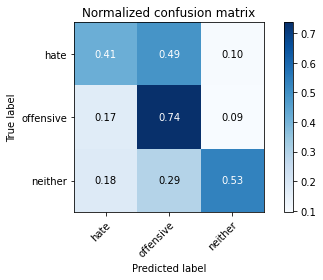 Normalized confusion matrix
True label
hate
0.41 0.49 0.10
offensive
0.17 0.74 0.09
neither
0.18 0.29 0.53
hate
offensive
neither
Predicted label
0.7
0.6
0.5
0.4
0.3
0.2
0.1